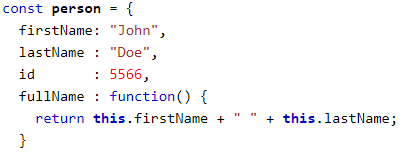 const person = {
  firstName: "John",
  lastName : "Doe",
  id       : 5566,
  fullName : function() {
    return this.firstName + " " + this.lastName;
  }